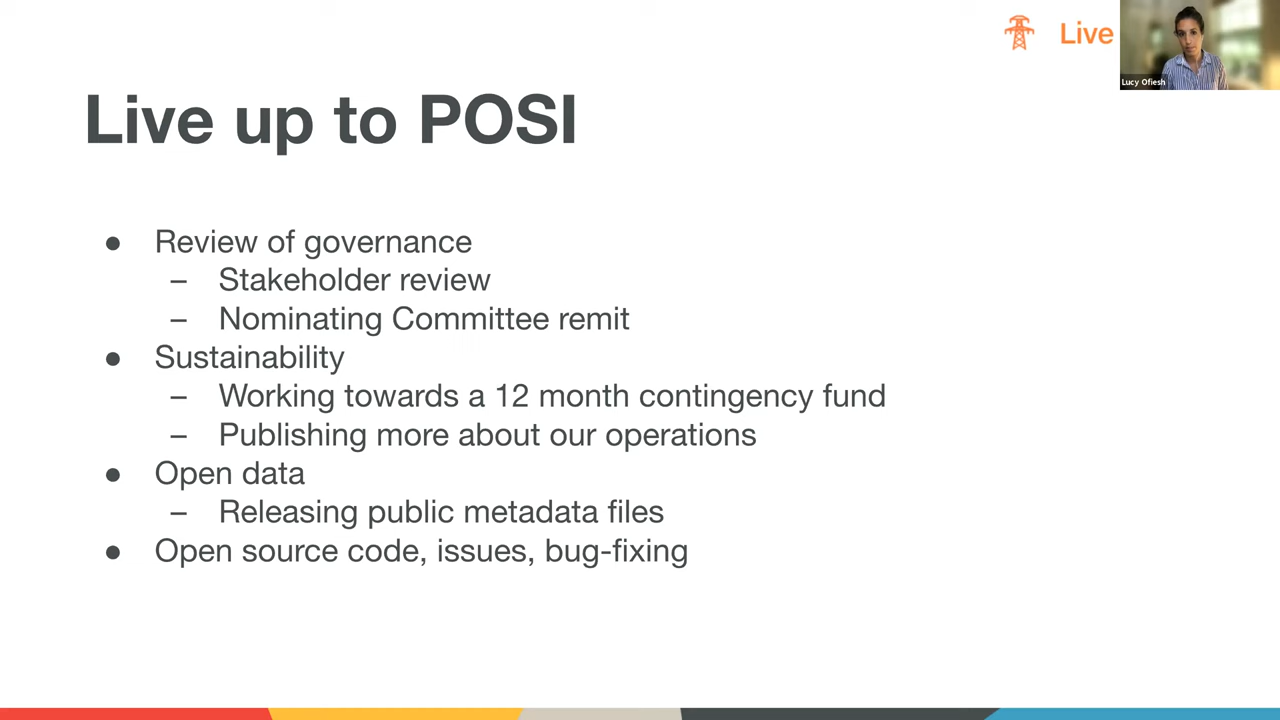 Live
Lucy Ofiesh
Live up to POSI
● Review of governance
– Stakeholder review
– Nominating Committee remit
● Sustainability
– Working towards a 12 month contingency fund
– Publishing more about our operations
● Open data
– Releasing public metadata files
● Open source code, issues, bug-fixing